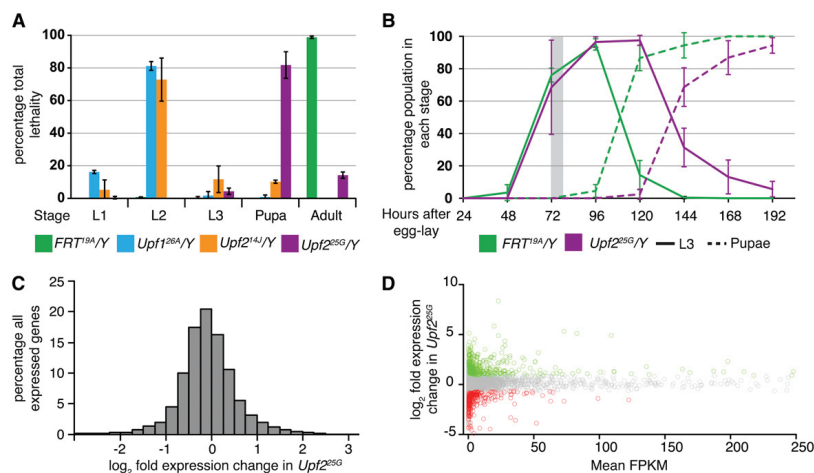 A
percentage total
lethality
100
80
60
40
20
0
Stage L1 L2 L3 Pupa Adult
FRT¹⁹ᴬ/Y Upf1²⁶ᴬ/Y Upf2¹⁴ᴶ/Y Upf2²⁵ᴳ/Y
B
percentage population in
each stage
100
80
60
40
20
0
Hours after
egg-lay
24 48 72 96 120 144 168 192
FRT¹⁹ᴬ/Y Upf2²⁵ᴳ/Y L3 Pupae
C
percentage all
expressed genes
25
20
15
10
5
0
-2 -1 0 1 2 3
log₂ fold expression change in Upf2²⁵ᴳ
D
log₂ fold expression
change in Upf2²⁵ᴳ
10
5
0
-5
0 50 100 150 200 250
Mean FPKM